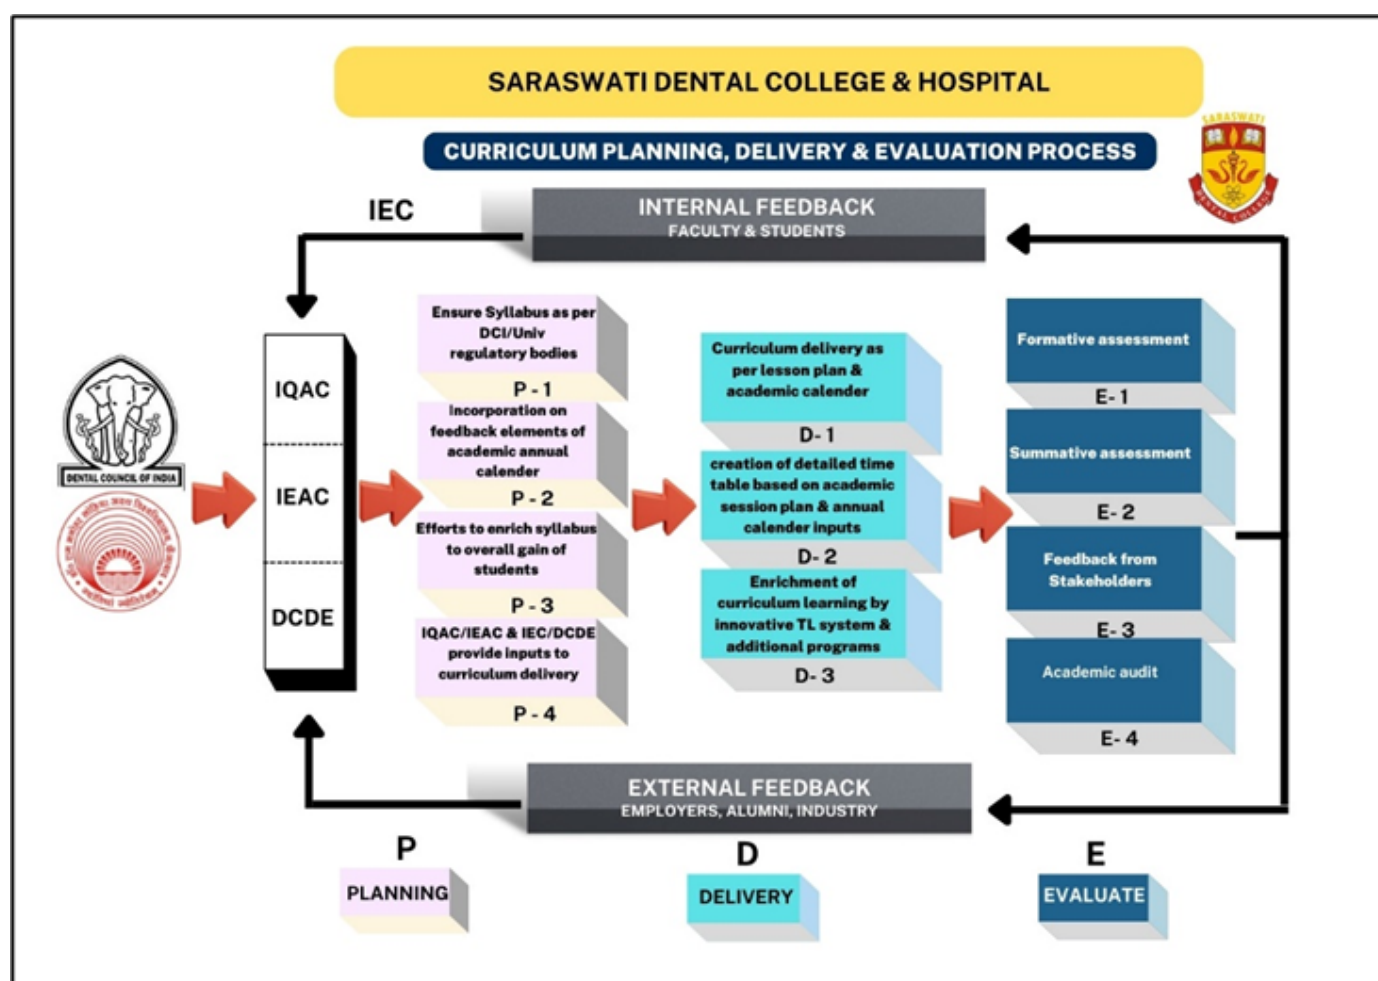 SARASWATI DENTAL COLLEGE & HOSPITAL
CURRICULUM PLANNING, DELIVERY & EVALUATION PROCESS
SARASWATI
DENTAL COLLEGE
IEC
INTERNAL FEEDBACK
FACULTY & STUDENTS
DENTAL COUNCIL OF INDIA
IQAC
IEAC
DCDE
Ensure Syllabus as per
DCI/Univ
regulatory bodies
P - 1
Incorporation on
feedback elements of
academic annual
calender
P - 2
Efforts to enrich syllabus
to overall gain of
students
P - 3
IQAC/IEAC & IEC/DCDE
provide inputs to
curriculum delivery
P - 4
Curriculum delivery as
per lesson plan &
academic calender
D- 1
creation of detailed time
table based on academic
session plan & annual
calender inputs
D- 2
Enrichment of
curriculum learning by
innovative TL system &
additional programs
D- 3
Formative assessment
E- 1
Summative assessment
E- 2
Feedback from
Stakeholders
E- 3
Academic audit
E- 4
EXTERNAL FEEDBACK
EMPLOYERS, ALUMNI, INDUSTRY
P
PLANNING
D
DELIVERY
E
EVALUATE